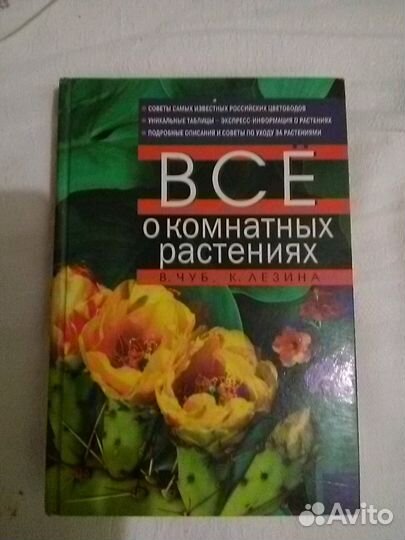 СОВЕТЫ САМЫХ ИЗВЕСТНЫХ РОССИЙСКИХ ЦВЕТОВОДОВ
УНИКАЛЬНЫЕ ТАБЛИЦЫ - ЭКСПРЕСС-ИНФОРМАЦИЯ О РАСТЕНИЯХ
ПОДРОБНЫЕ ОПИСАНИЯ И СОВЕТЫ ПО УХОДУ ЗА РАСТЕНИЯМИ
ВСЁ
О КОМНАТНЫХ
РАСТЕНИЯХ
В. ЧУБ, К. ЛЕЗИНА
Avito